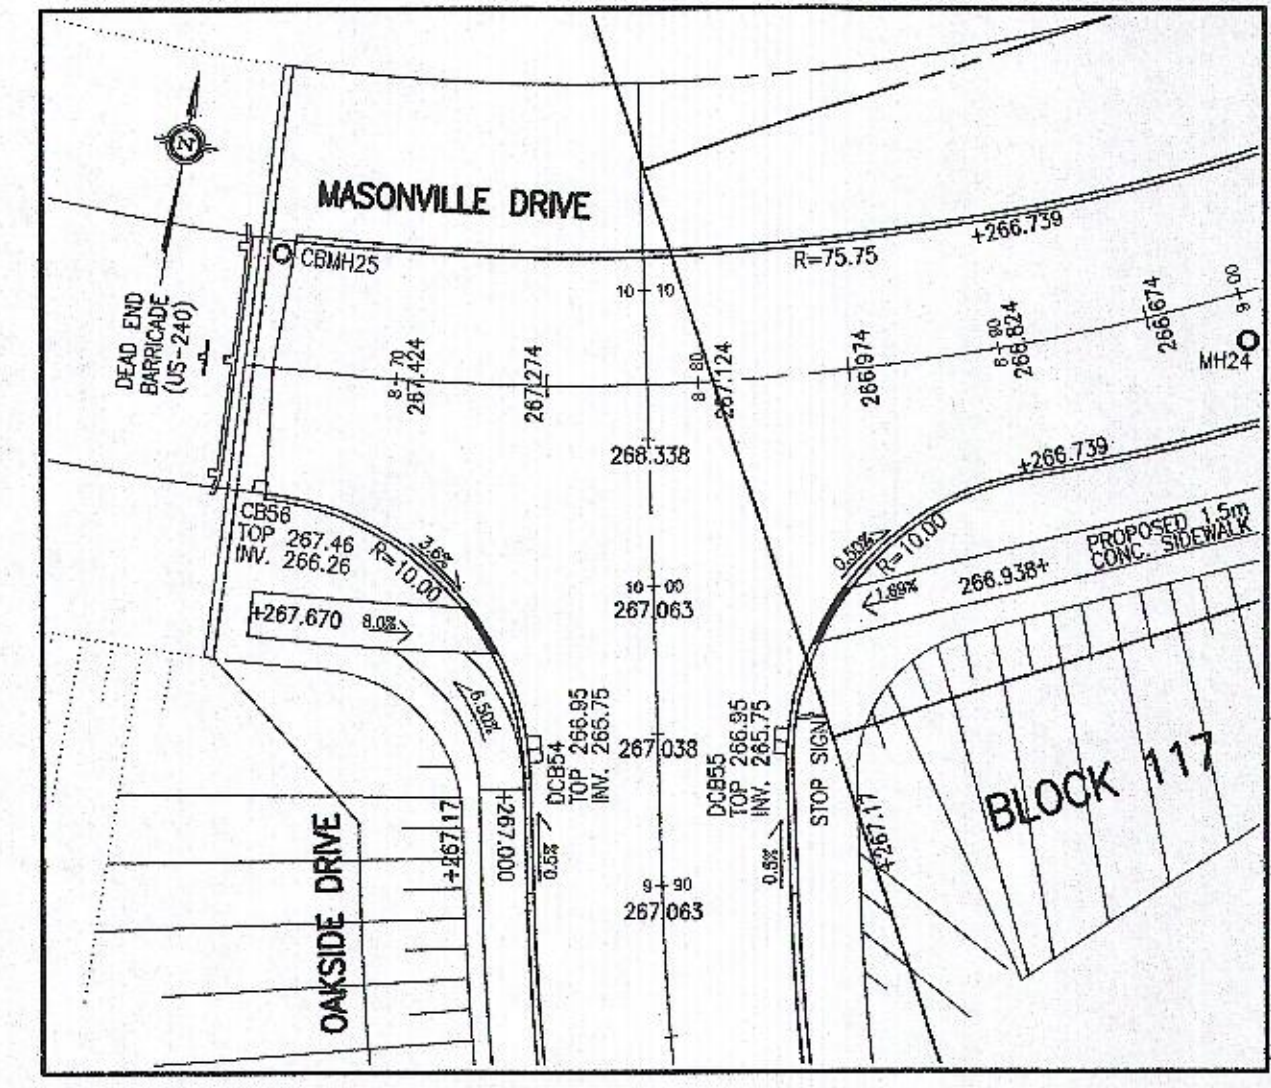 Z
MASONVILLE DRIVE
+266.739
R=75.75
CBMH25
10+10
9+00
DEAD END
BARRICADE
(US-240)
8-70
267.424
267.274
8-80
267.124
266.974
8-90
266.824
266.674
MH24
268.338
+266.739
CB56
TOP 267.46
INV. 266.26
3.6%
R=10.00
0.50%
R=10.00
PROPOSED 1.5m
CONC. SIDEWALK
1.89%
266.938+
10+00
267.063
+267.670
8.0%
6.50%
DCB54
TOP 266.95
INV. 265.75
267.038
DCB55
TOP 266.95
INV. 265.75
STOP SIGN
BLOCK 117
+267.17
+267.000
0.5%
0.5%
+267.17
9+90
267.063
OAKSIDE DRIVE